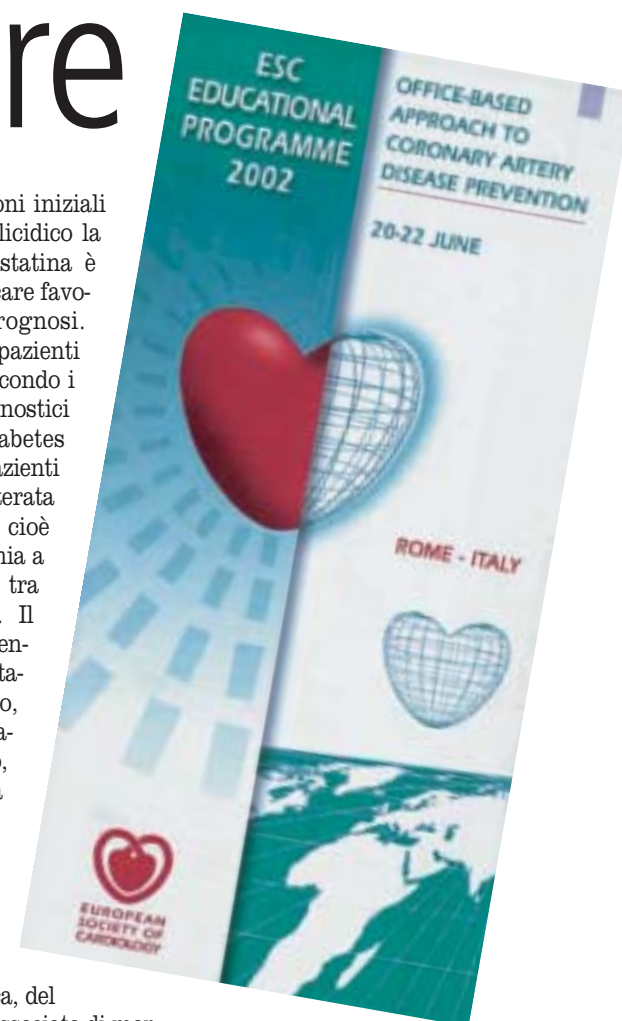 re
oni iniziali
licidico la
statina è
care favo-
rognosi.
pazienti
condo i
nostici
abetes
azienti
terata
cioè
nia a
tra
Il
en-
ta-
o,
a-
o,
a, del
ESC
EDUCATIONAL
PROGRAMME
2002
OFFICE-BASED
APPROACH TO
CORONARY ARTERY
DISEASE PREVENTION
20-22 JUNE
ROME - ITALY
EUROPEAN
SOCIETY OF
CARDIOLOGY